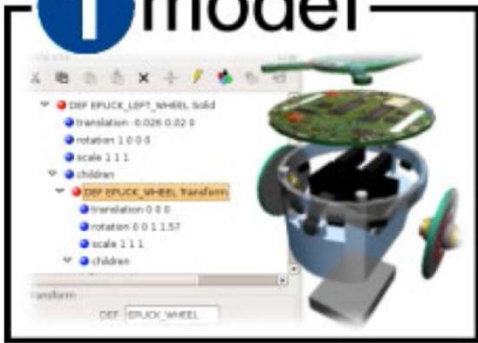 1 model
DEF EPUCK_LEFT_WHEEL Solid
translation -0.026 0.02 0
rotation 1 0 0 0
scale 1 1 1
children
DEF EPUCK_WHEEL Transform
translation 0 0 0
rotation 0 0 1 1.57
scale 1 1 1
children
DEF EPUCK_WHEEL